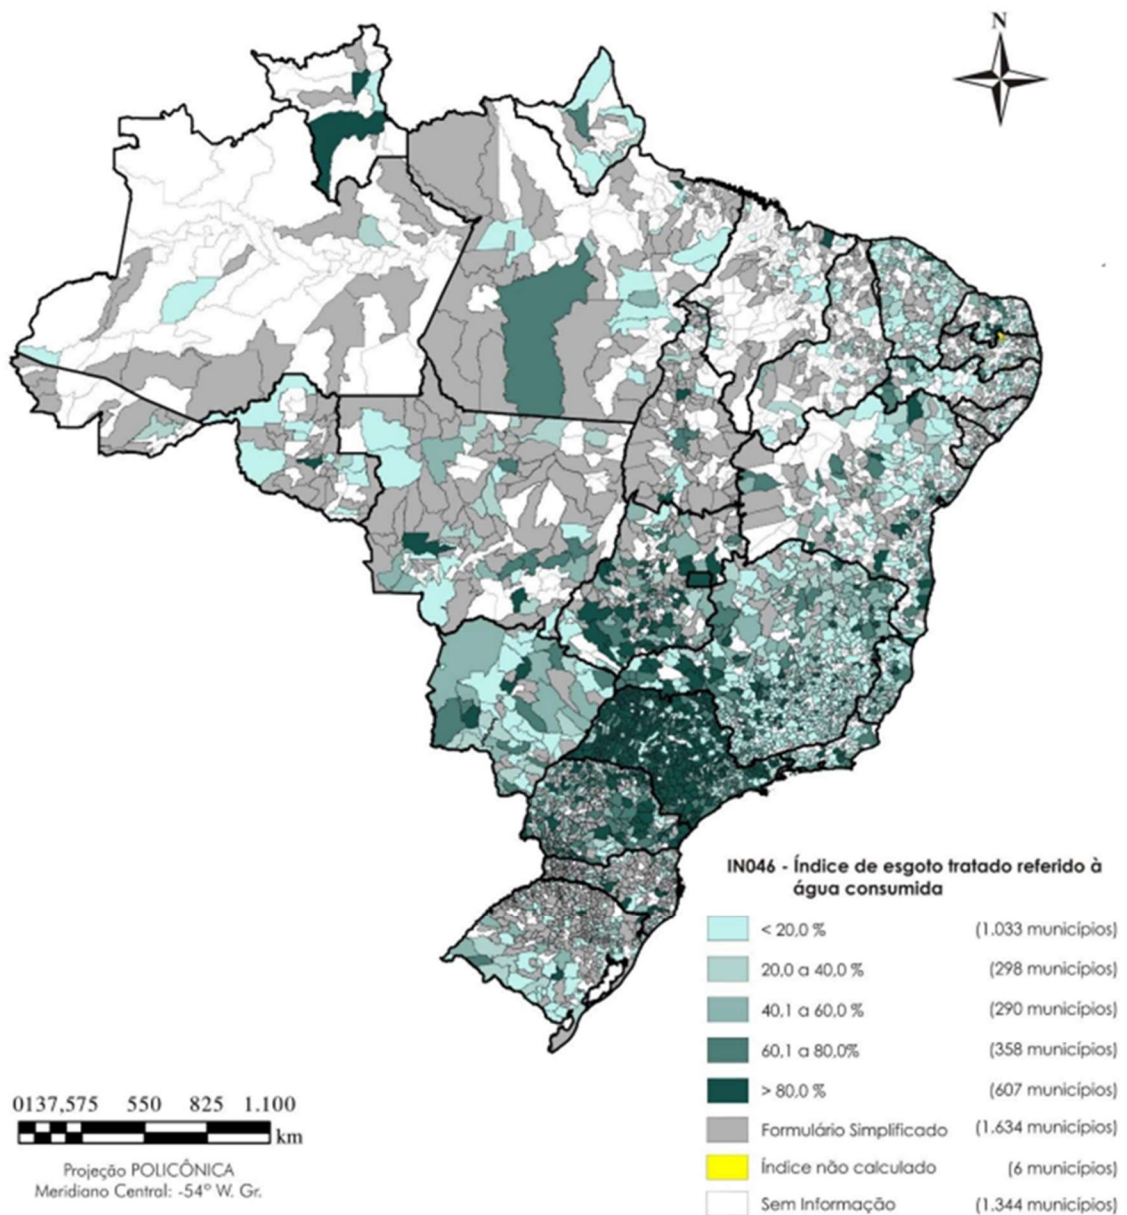 N
IN046 - Índice de esgoto tratado referido à
água consumida
< 20,0 % (1.033 municípios)
20,0 a 40,0 % (298 municípios)
40,1 a 60,0 % (290 municípios)
60,1 a 80,0% (358 municípios)
> 80,0 % (607 municípios)
Formulário Simplificado (1.634 municípios)
Índice não calculado (6 municípios)
Sem Informação (1.344 municípios)
0137,575 550 825 1.100
km
Projeção POLICÔNICA
Meridiano Central: -54º W. Gr.